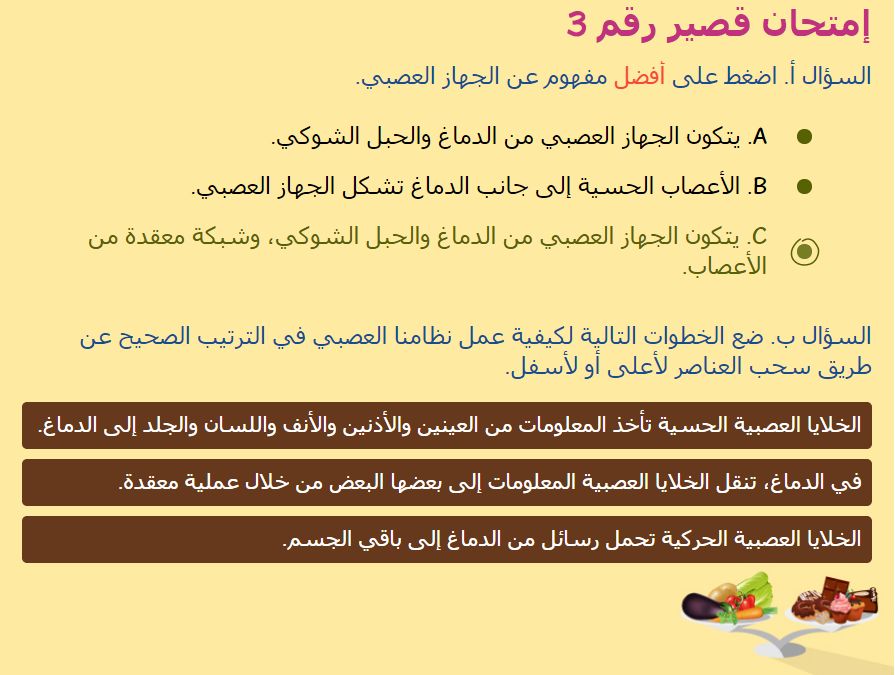 إمتحان قصير رقم 3
السؤال أ. اضغط على أفضل مفهوم عن الجهاز العصبي.
A. يتكون الجهاز العصبي من الدماغ والحبل الشوكي.
B. الأعصاب الحسية إلى جانب الدماغ تشكل الجهاز العصبي.
C. يتكون الجهاز العصبي من الدماغ والحبل الشوكي، وشبكة معقدة من
الأعصاب.
السؤال ب. ضع الخطوات التالية لكيفية عمل نظامنا العصبي في الترتيب الصحيح عن
طريق سحب العناصر لأعلى أو لأسفل.
الخلايا العصبية الحسية تأخذ المعلومات من العينين والأذنين والأنف واللسان والجلد إلى الدماغ.
في الدماغ، تنقل الخلايا العصبية المعلومات إلى بعضها البعض من خلال عملية معقدة.
الخلايا العصبية الحركية تحمل رسائل من الدماغ إلى باقي الجسم.